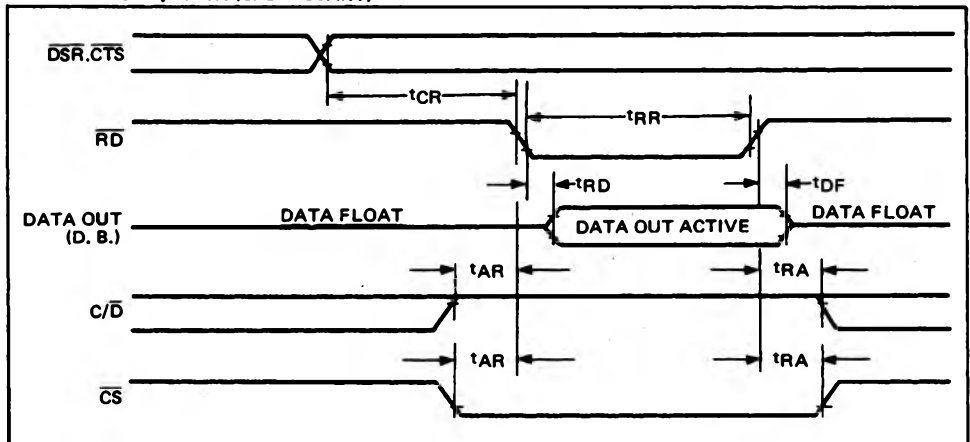 DSR.CTS
tCR
tRR
RD
tRD
tDF
DATA OUT
(D. B.)
DATA FLOAT
DATA OUT ACTIVE
DATA FLOAT
tAR
tRA
C/D
tAR
tRA
CS